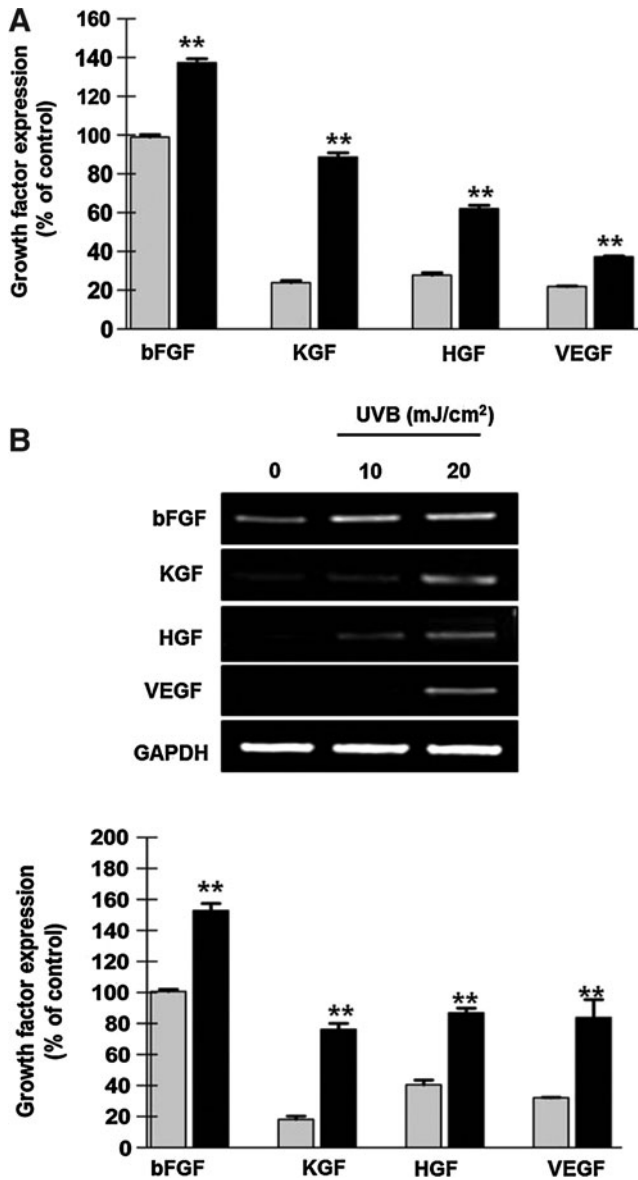 A
Growth factor expression
(% of control)
160
140
120
100
80
60
40
20
0
**
**
**
**
bFGF KGF HGF VEGF
B
UVB (mJ/cm²)
0 10 20
bFGF
KGF
HGF
VEGF
GAPDH
Growth factor expression
(% of control)
200
180
160
140
120
100
80
60
40
20
0
**
**
**
**
bFGF KGF HGF VEGF